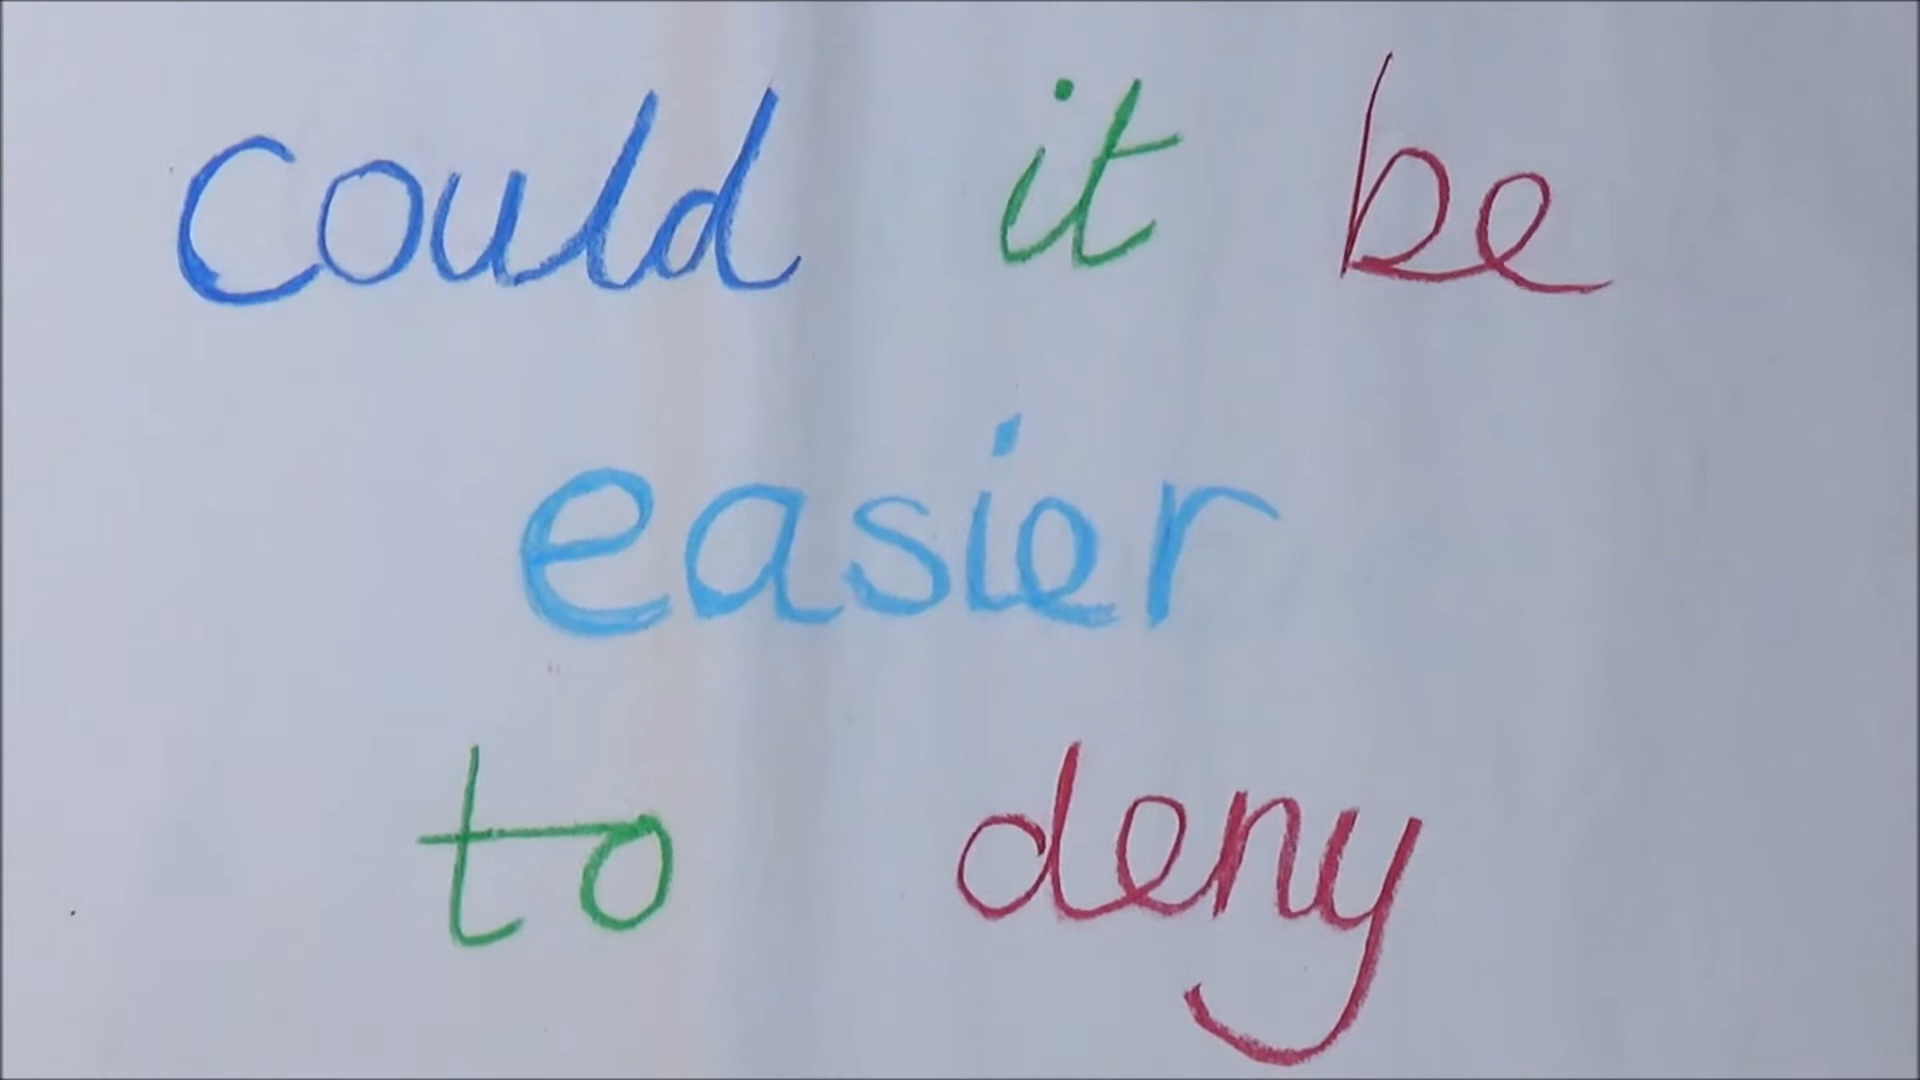 could it be
easier
to deny